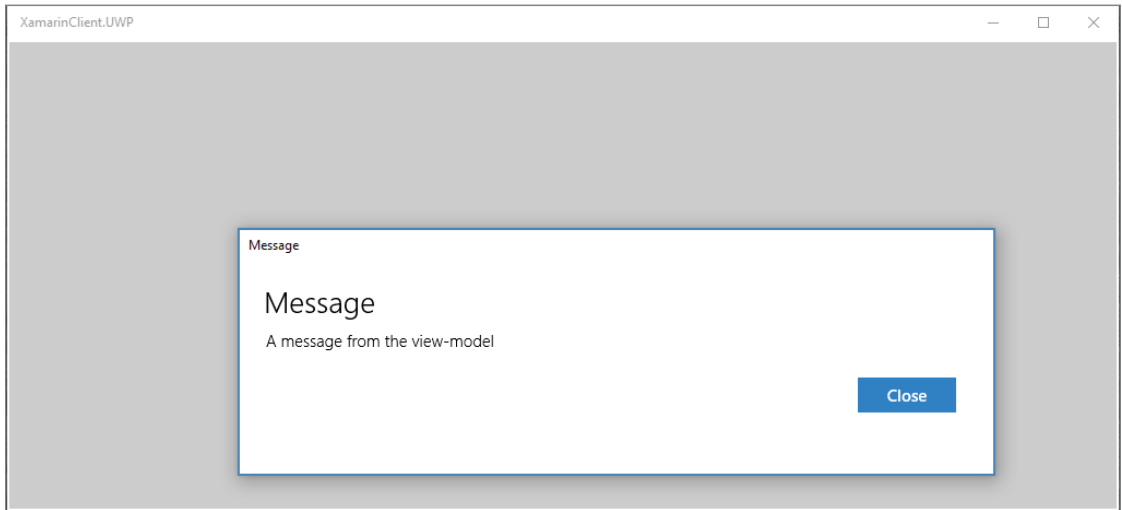 XamarinClient.UWP
Message
Message
A message from the view-model
Close